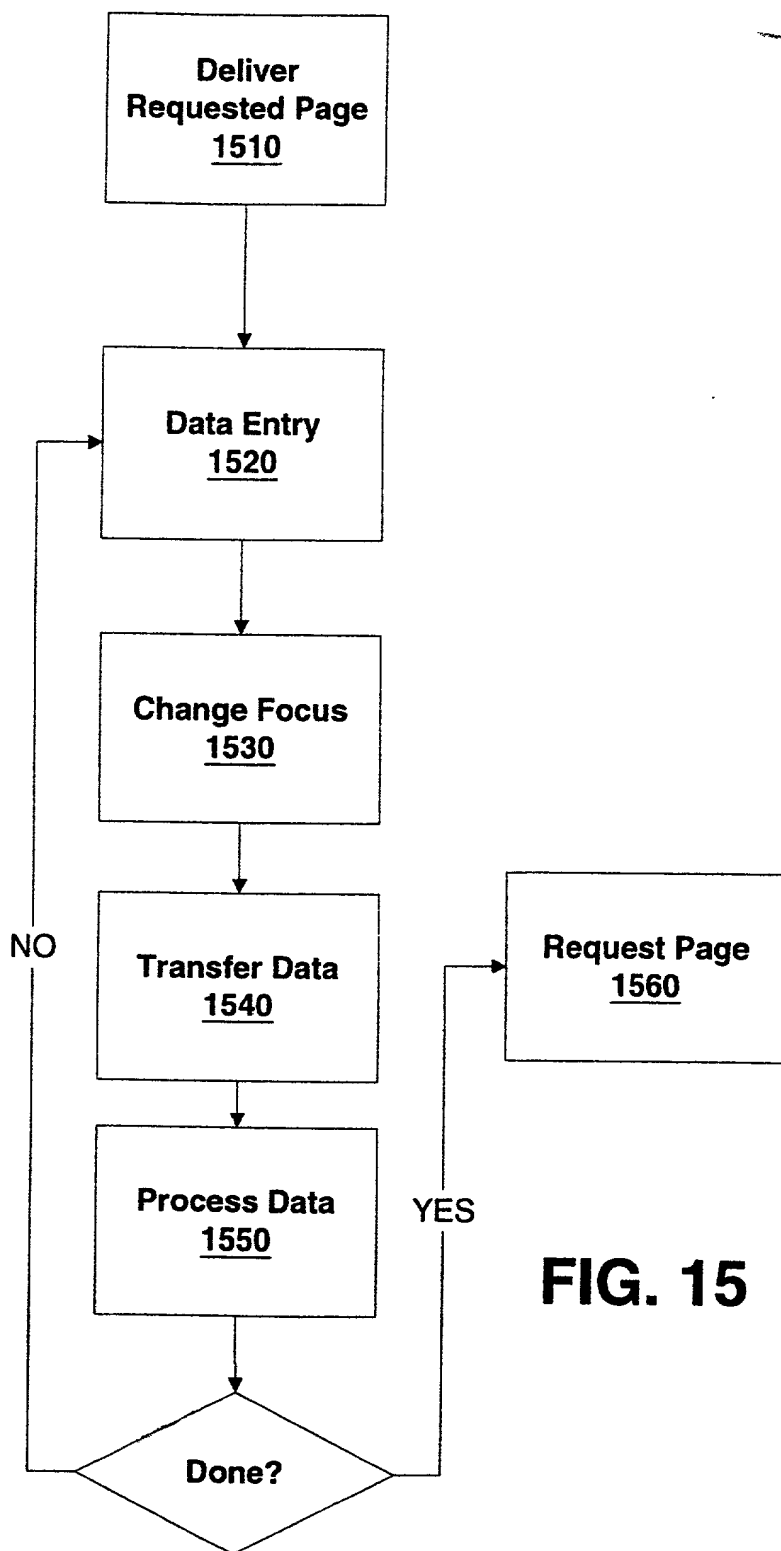 Deliver
Requested Page
1510
Data Entry
1520
Change Focus
1530
Transfer Data
1540
NO
Request Page
1560
Process Data
1550
YES
FIG. 15
Done?